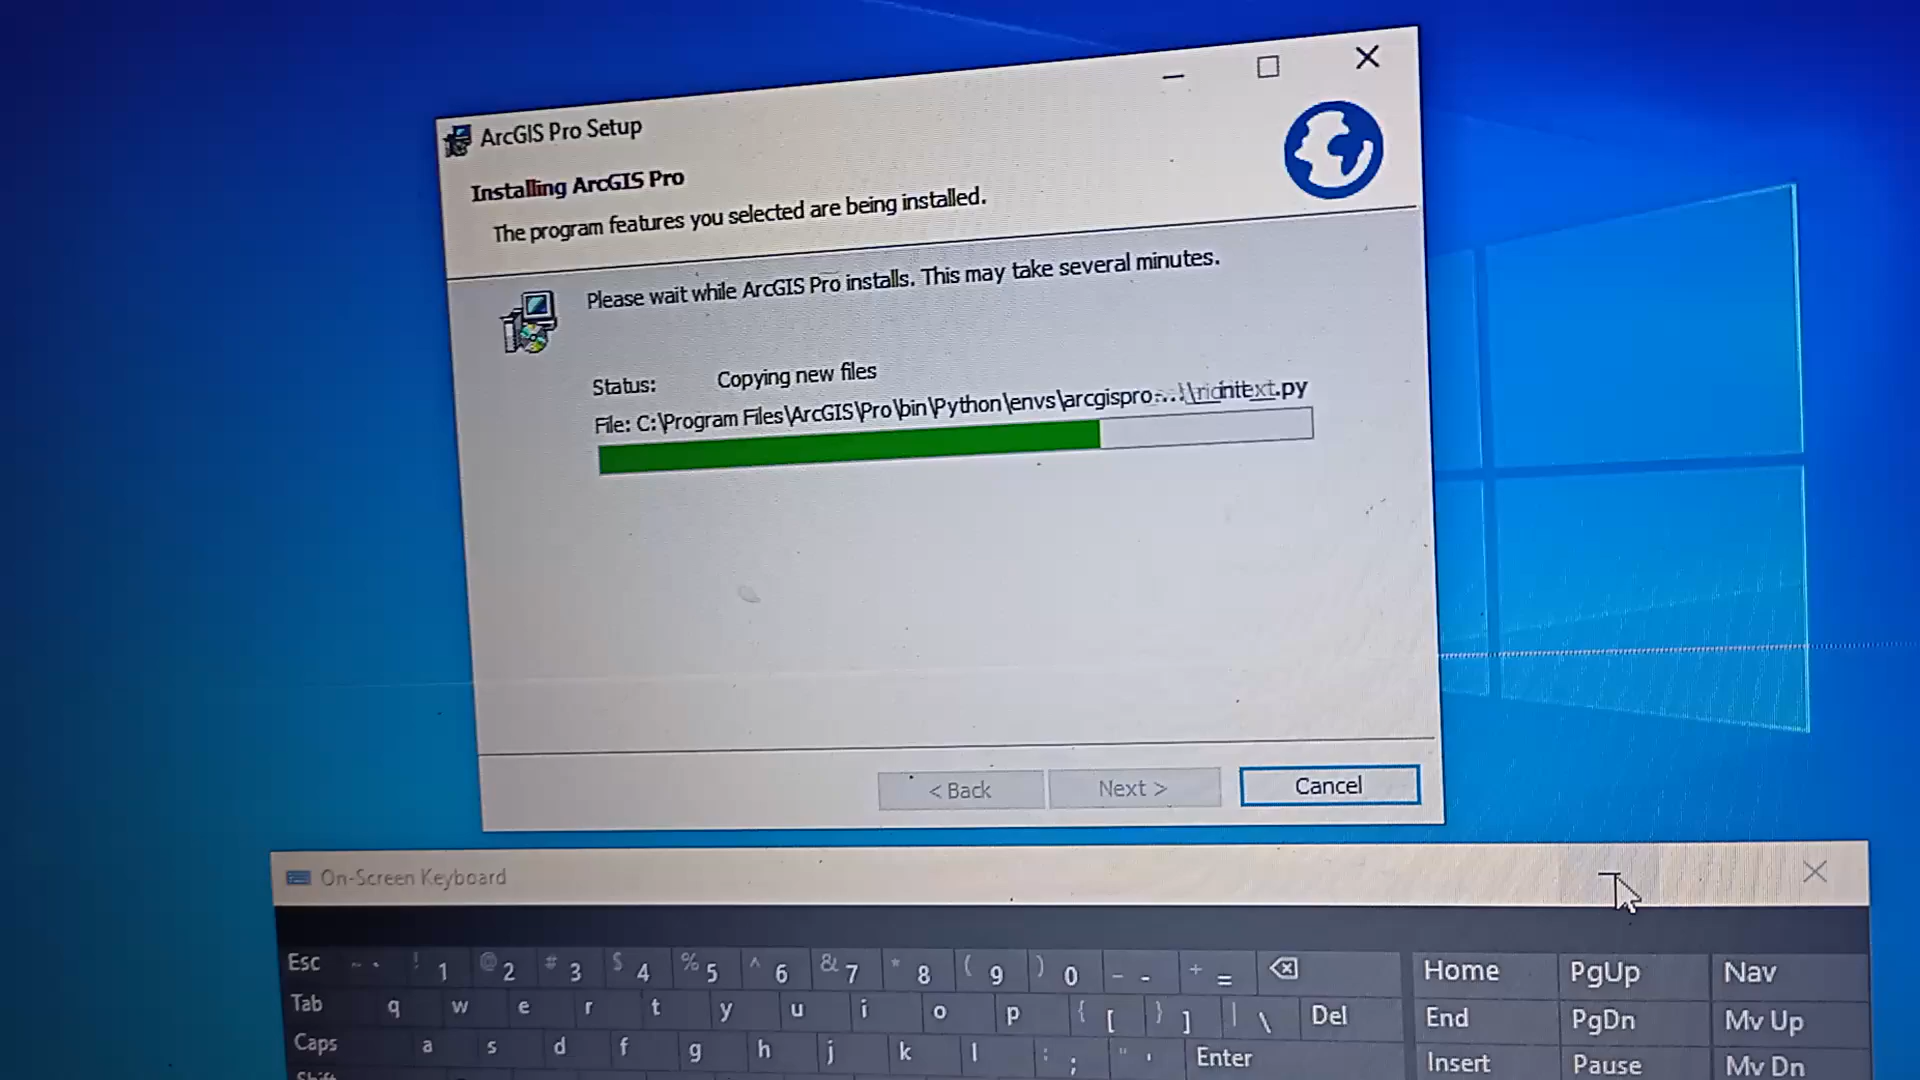 ArcGIS Pro Setup
Installing ArcGIS Pro
The program features you selected are being installed.
Please wait while ArcGIS Pro installs. This may take several minutes.
Status: Copying new files
File: C:\Program Files\ArcGIS\Pro\bin\Python\envs\arcgispro-...\
< Back Next > Cancel
On-Screen Keyboard
Esc ~ ` ! 1 @ 2 # 3 $ 4 % 5 ^ 6 & 7 * 8 ( 9 ) 0 _ - + = Home PgUp Nav
Tab q w e r t y u i o p { [ } ] | \ Del End PgDn Mv Up
Caps a s d f g h j k l : ; " ' Enter Insert Pause Mv Dn
Shift